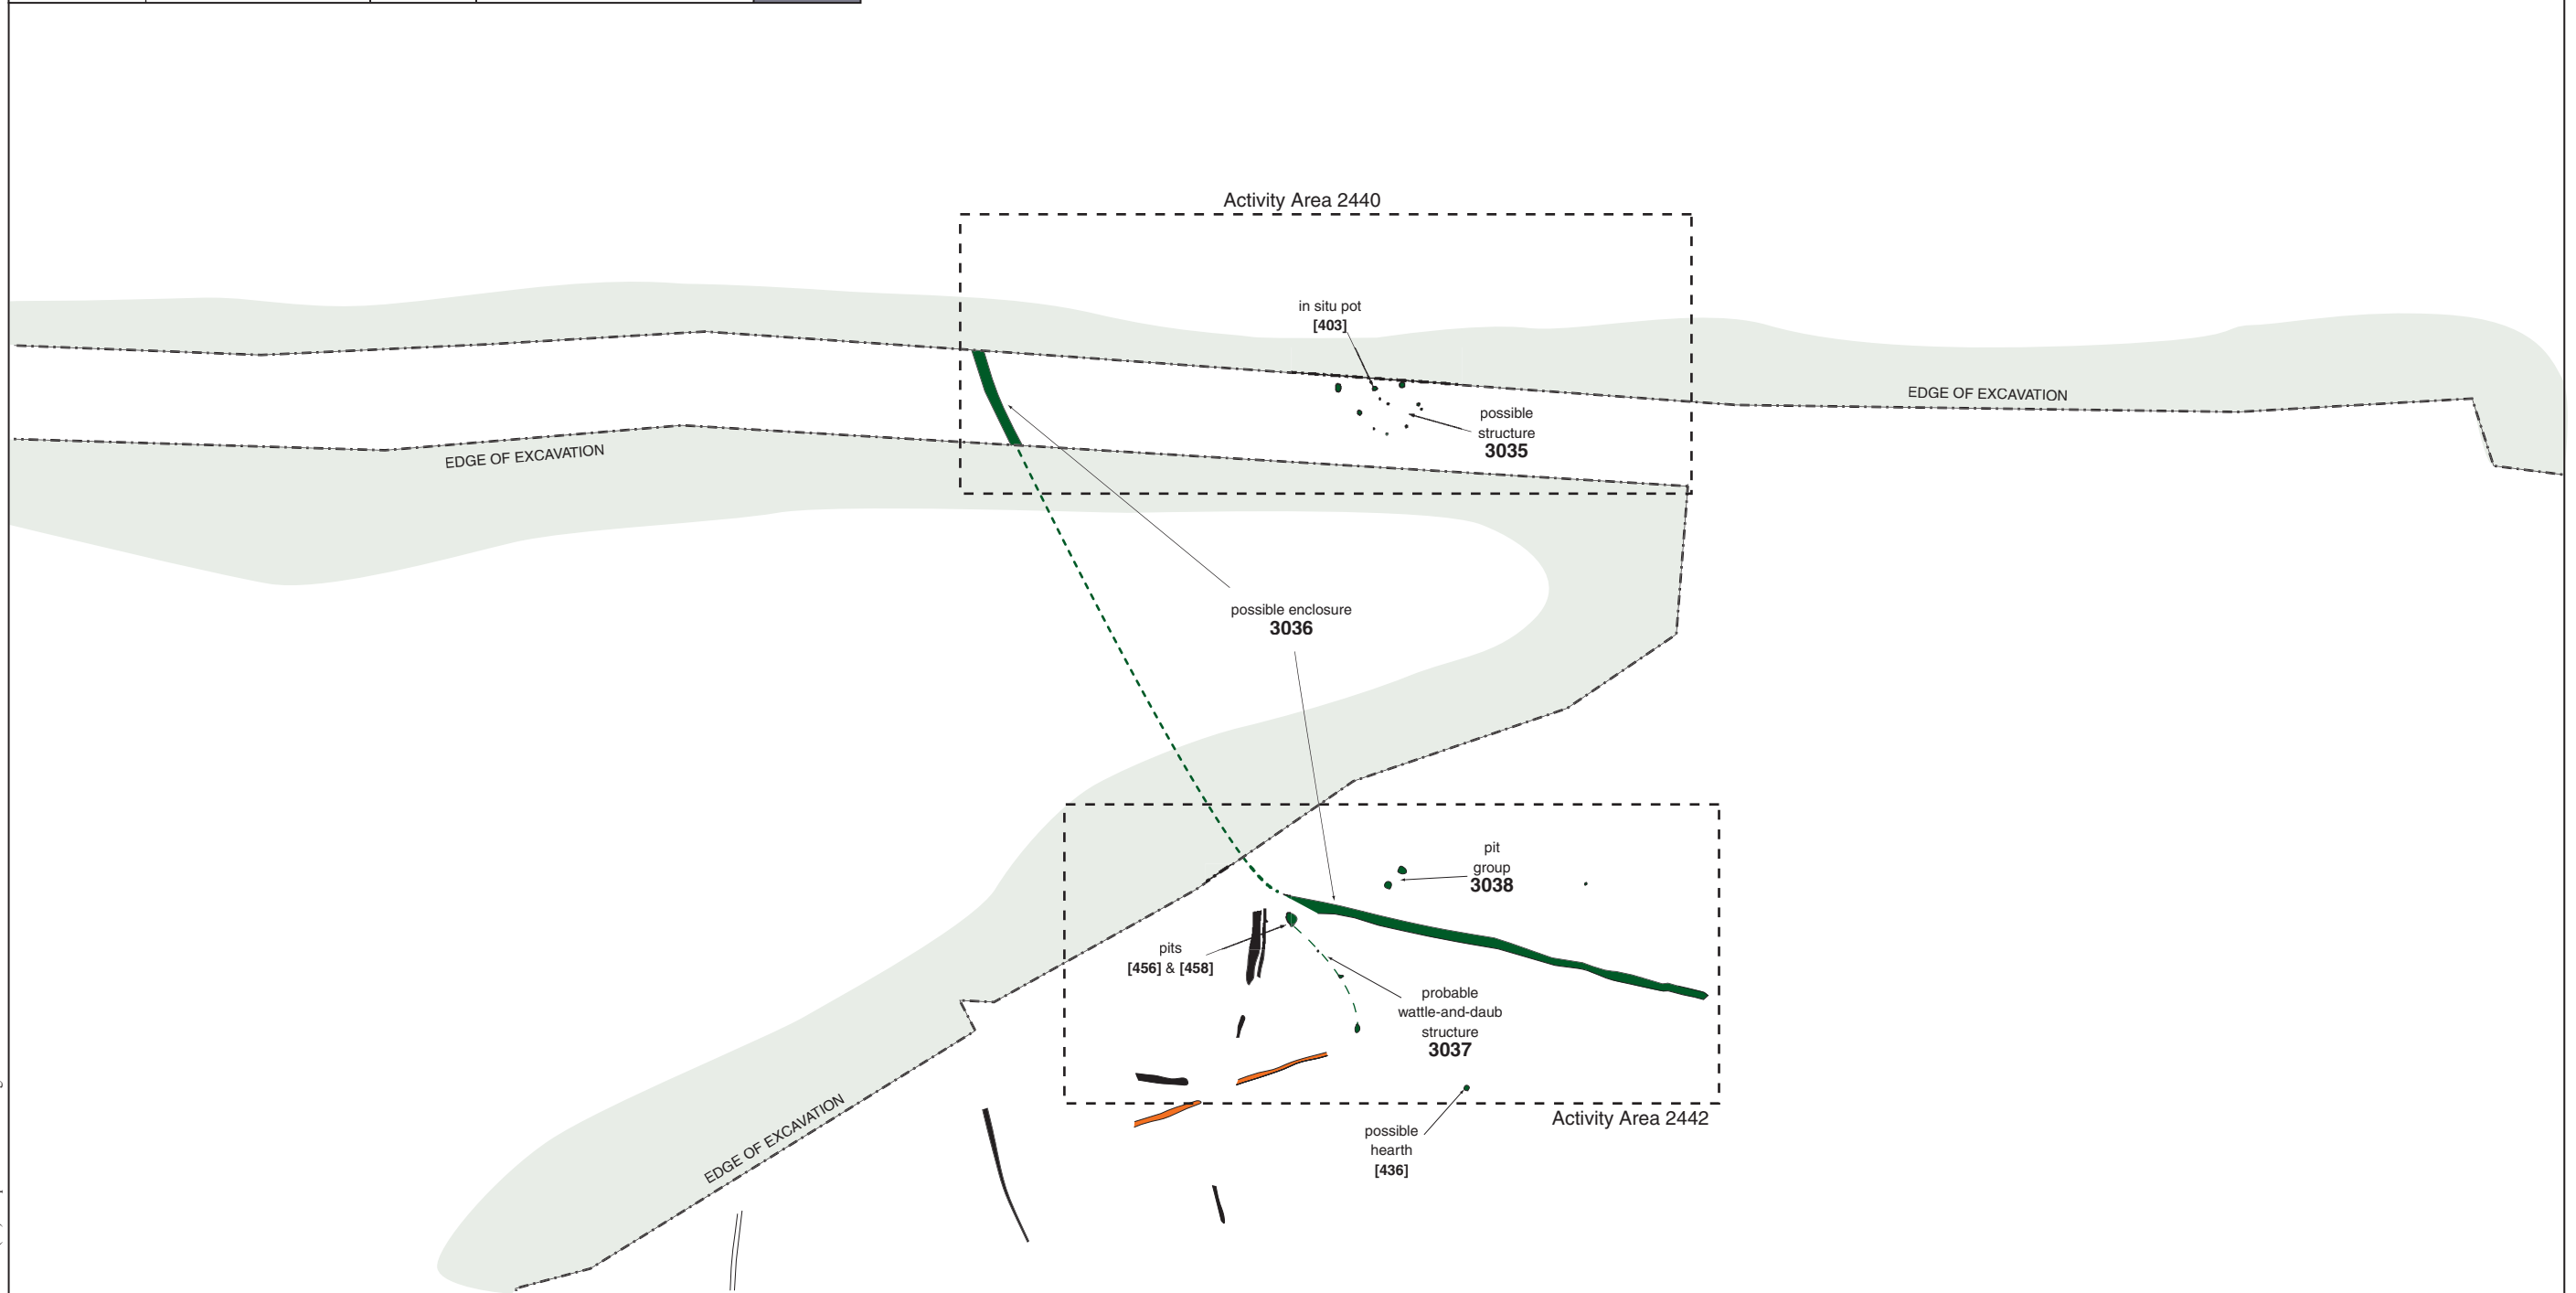 Activity Area 2440
in situ pot
[403]
EDGE OF EXCAVATION
possible
structure
3035
EDGE OF EXCAVATION
possible enclosure
3036
pit
group
3038
pits
[456] & [458]
probable
wattle-and-daub
structure
3037
Activity Area 2442
EDGE OF EXCAVATION
possible
hearth
[436]